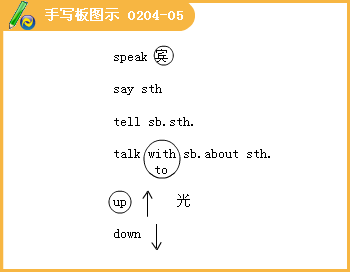 手写板图示 0204-05
speak 宾
say sth
tell sb.sth.
talk with sb.about sth.
to
up 光
down